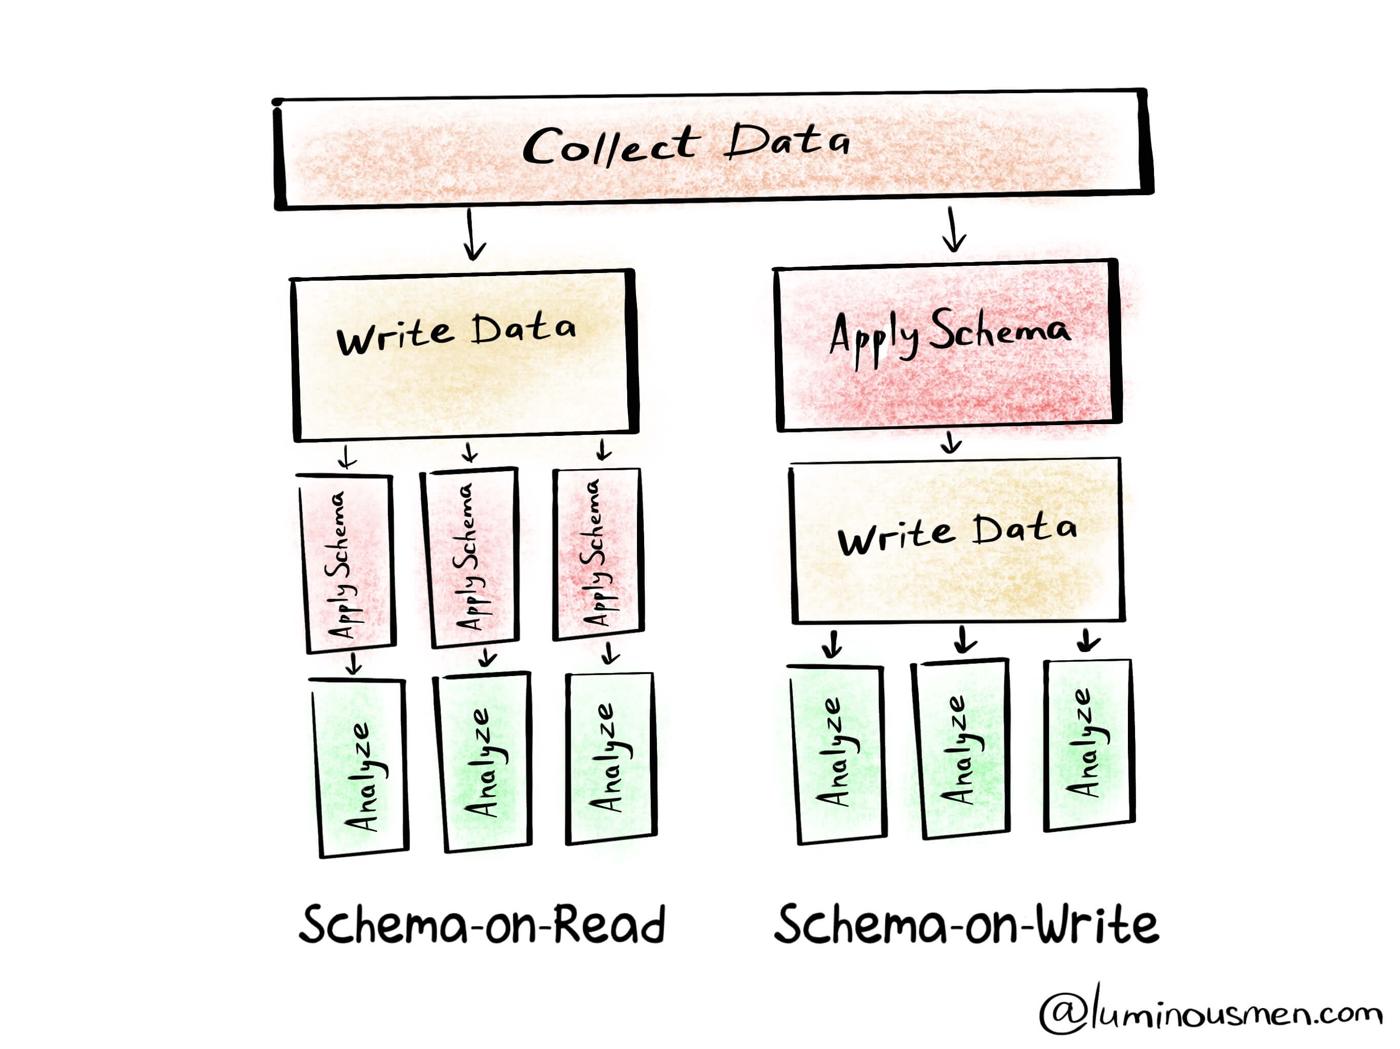 Collect Data
Write Data
Apply Schema
Apply Schema
Apply Schema
Apply Schema
Write Data
Analyze
Analyze
Analyze
Analyze
Analyze
Analyze
Schema-on-Read
Schema-on-Write
@luminousmen.com